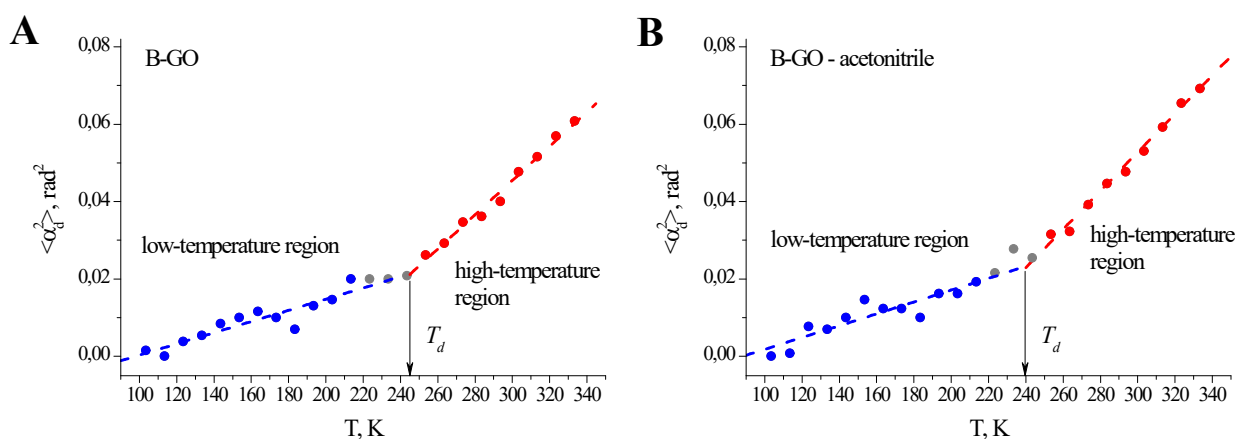 A
B-GO
0,08
0,06
0,04
0,02
0,00
<α²d>, rad²
low-temperature region
high-temperature
region
Td
100 120 140 160 180 200 220 240 260 280 300 320 340
T, K
B
B-GO - acetonitrile
0,08
0,06
0,04
0,02
0,00
<α²d>, rad²
low-temperature region
high-temperature
region
Td
100 120 140 160 180 200 220 240 260 280 300 320 340
T, K